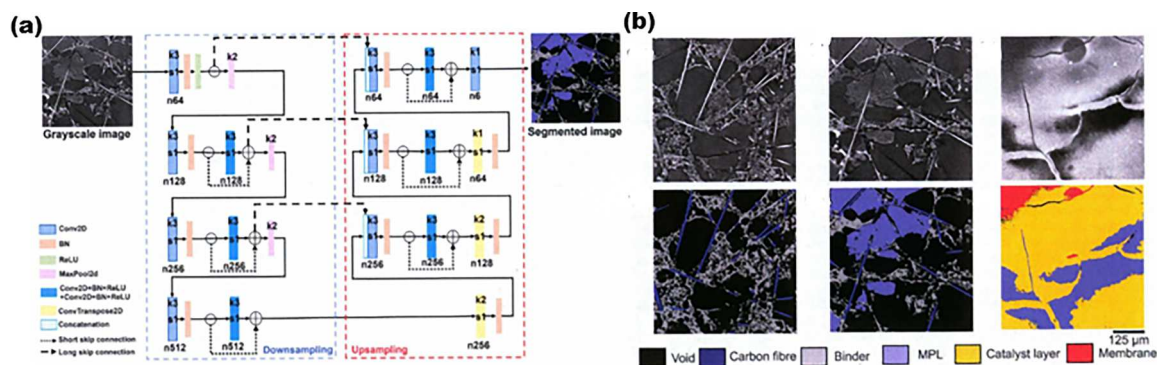 (a)
k3
s1
n64
k2
Grayscale image
k3
s1
n64
k3
s1
n64
k1
s1
n6
Segmented image
k3
s1
n128
k3
s1
n128
k2
k3
s1
n128
k3
s1
n128
k1
s1
n64
k3
s1
n256
k3
s1
n256
k2
k3
s1
n256
k3
s1
n256
k2
s1
n128
k3
s1
n512
k3
s1
n512
k2
s1
n256
Conv2D
BN
ReLU
MaxPool2d
Conv2D+BN+ReLU
+Conv2D+BN+ReLU
ConvTranspose2D
Concatenation
Short skip connection
Long skip connection
Downsampling
Upsampling
(b)
125 μm
Void
Carbon fibre
Binder
MPL
Catalyst layer
Membrane